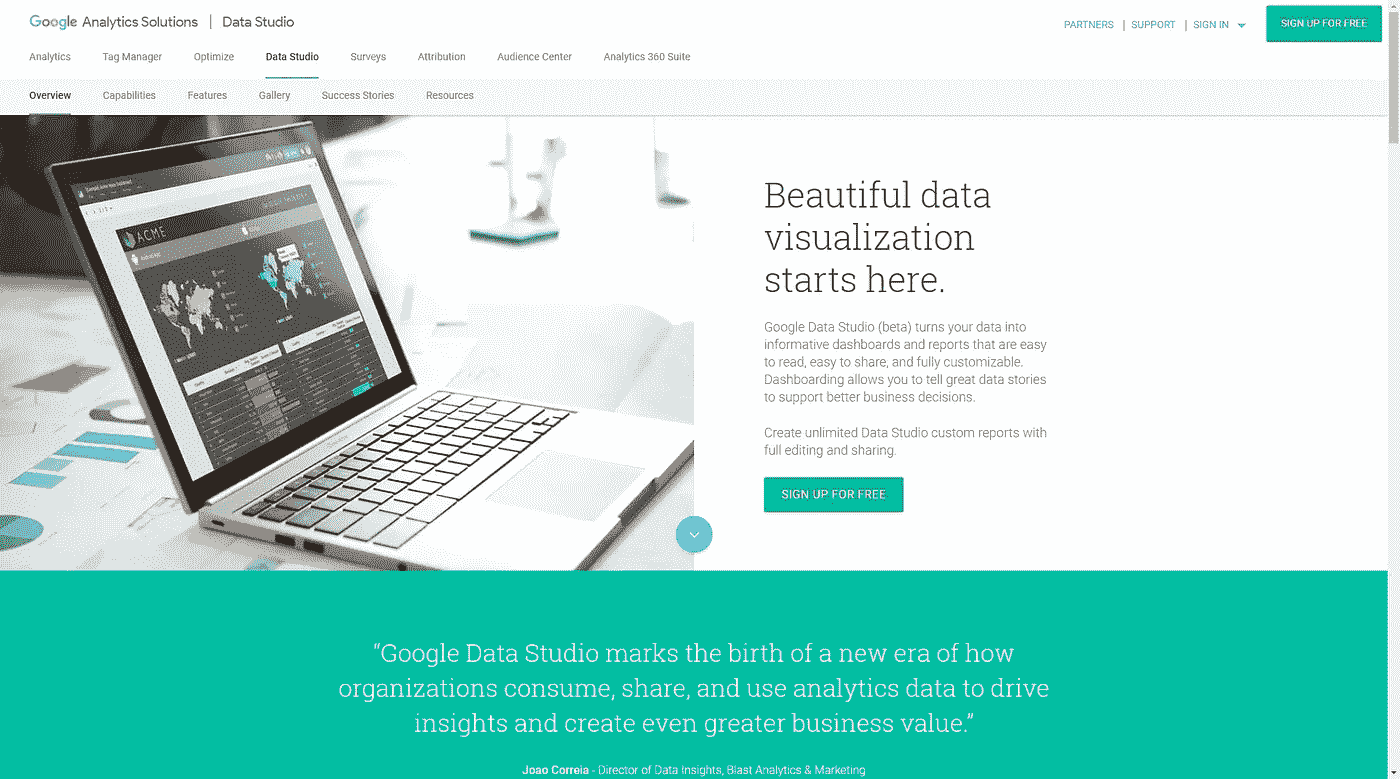 Google Analytics Solutions | Data Studio
PARTNERS | SUPPORT | SIGN IN
SIGN UP FOR FREE
Analytics Tag Manager Optimize Data Studio Surveys Attribution Audience Center Analytics 360 Suite
Overview Capabilities Features Gallery Success Stories Resources
ACME
Beautiful data
visualization
starts here.
Google Data Studio (beta) turns your data into
informative dashboards and reports that are easy
to read, easy to share, and fully customizable.
Dashboarding allows you to tell great data stories
to support better business decisions.
Create unlimited Data Studio custom reports with
full editing and sharing.
SIGN UP FOR FREE
“Google Data Studio marks the birth of a new era of how
organizations consume, share, and use analytics data to drive
insights and create even greater business value.”
Joao Correia - Director of Data Insights, Blast Analytics & Marketing